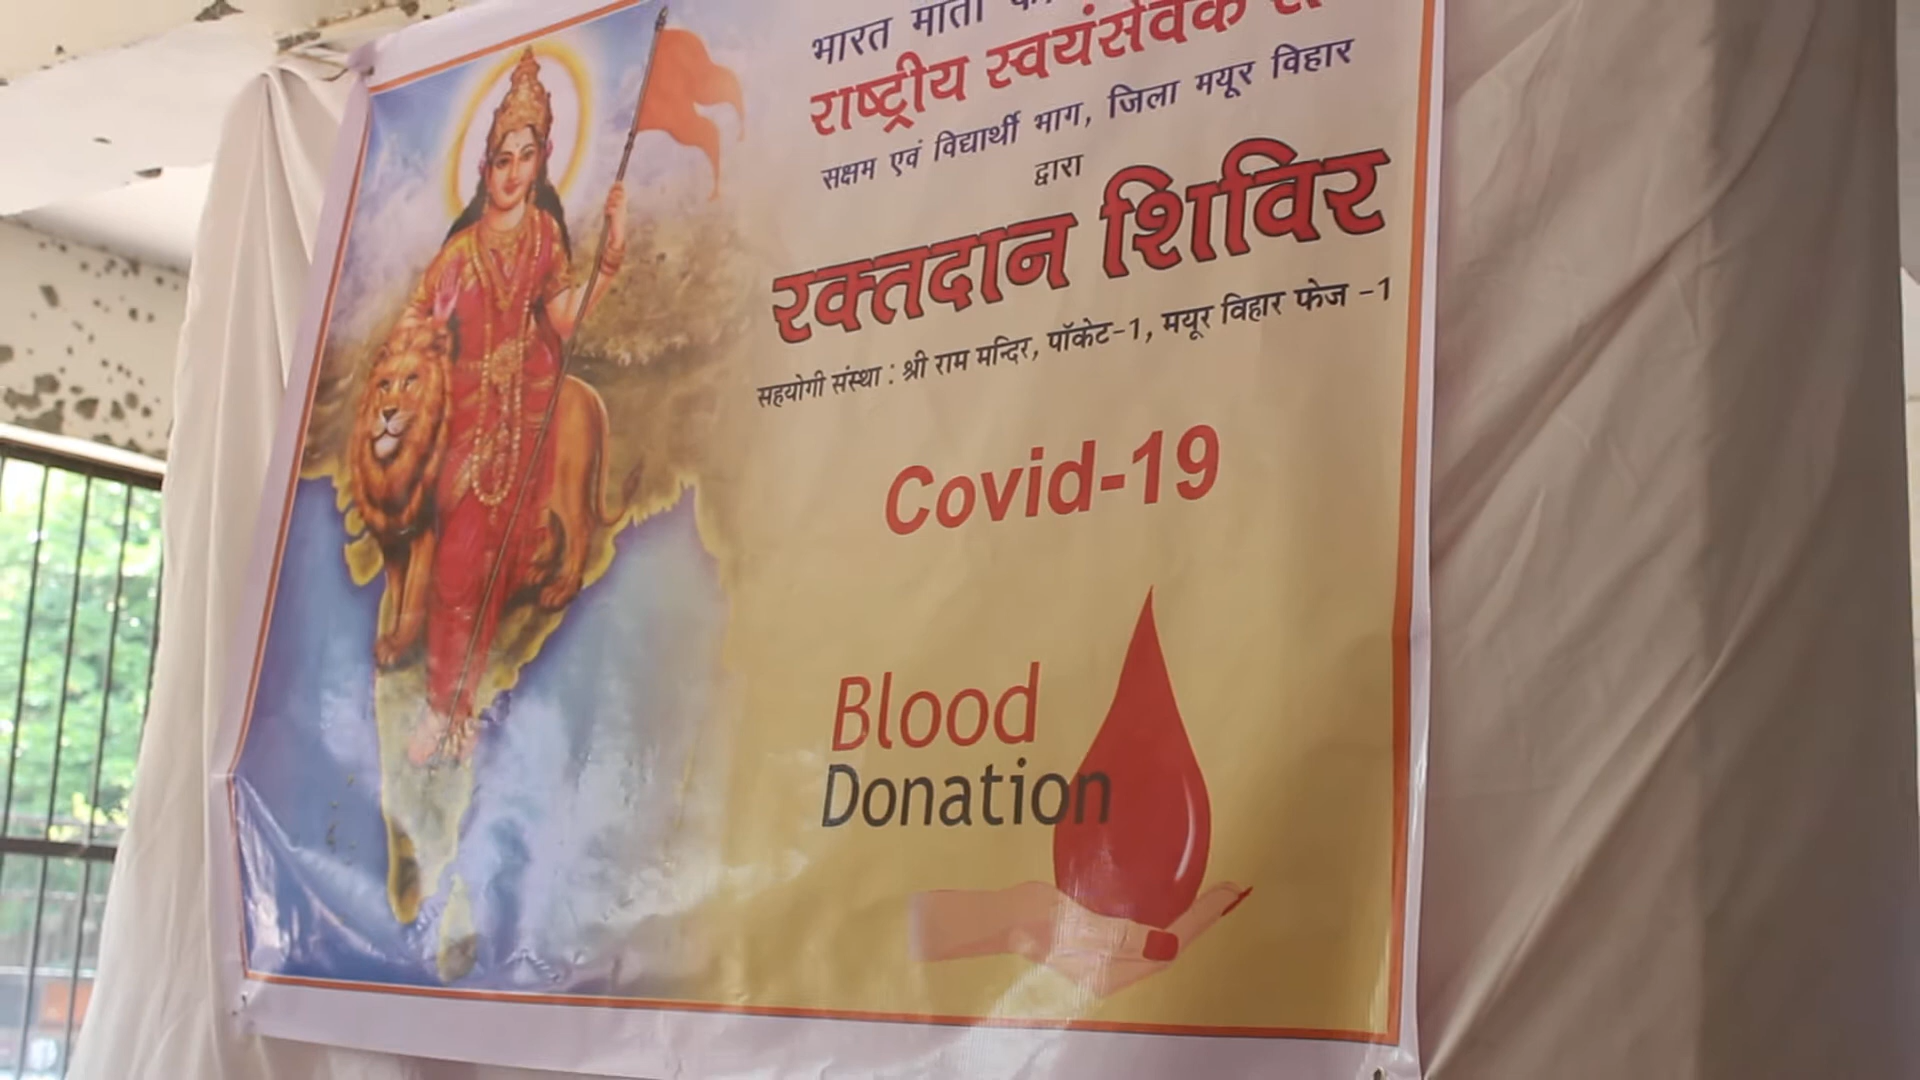 भारत माता
राष्ट्रीय स्वयंसेवक
सक्षम एवं विद्यार्थी भाग, जिला मयूर विहार
द्वारा
रक्तदान शिविर
सहयोगी संस्था : श्री राम मन्दिर, पॉकेट-1, मयूर विहार फेज -1
Covid-19
Blood
Donation